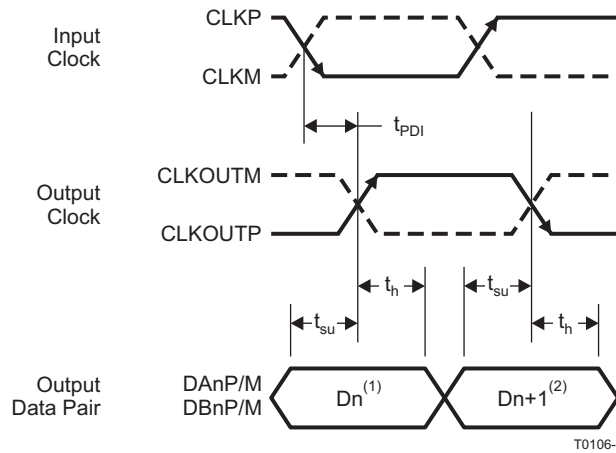 CLKP
Input
Clock
CLKM
tPDI
CLKOUTM
Output
Clock
CLKOUTP
tsu
th
tsu
th
Output
Data Pair
DAnP/M
DBnP/M
Dn(1)
Dn+1(2)
T0106-